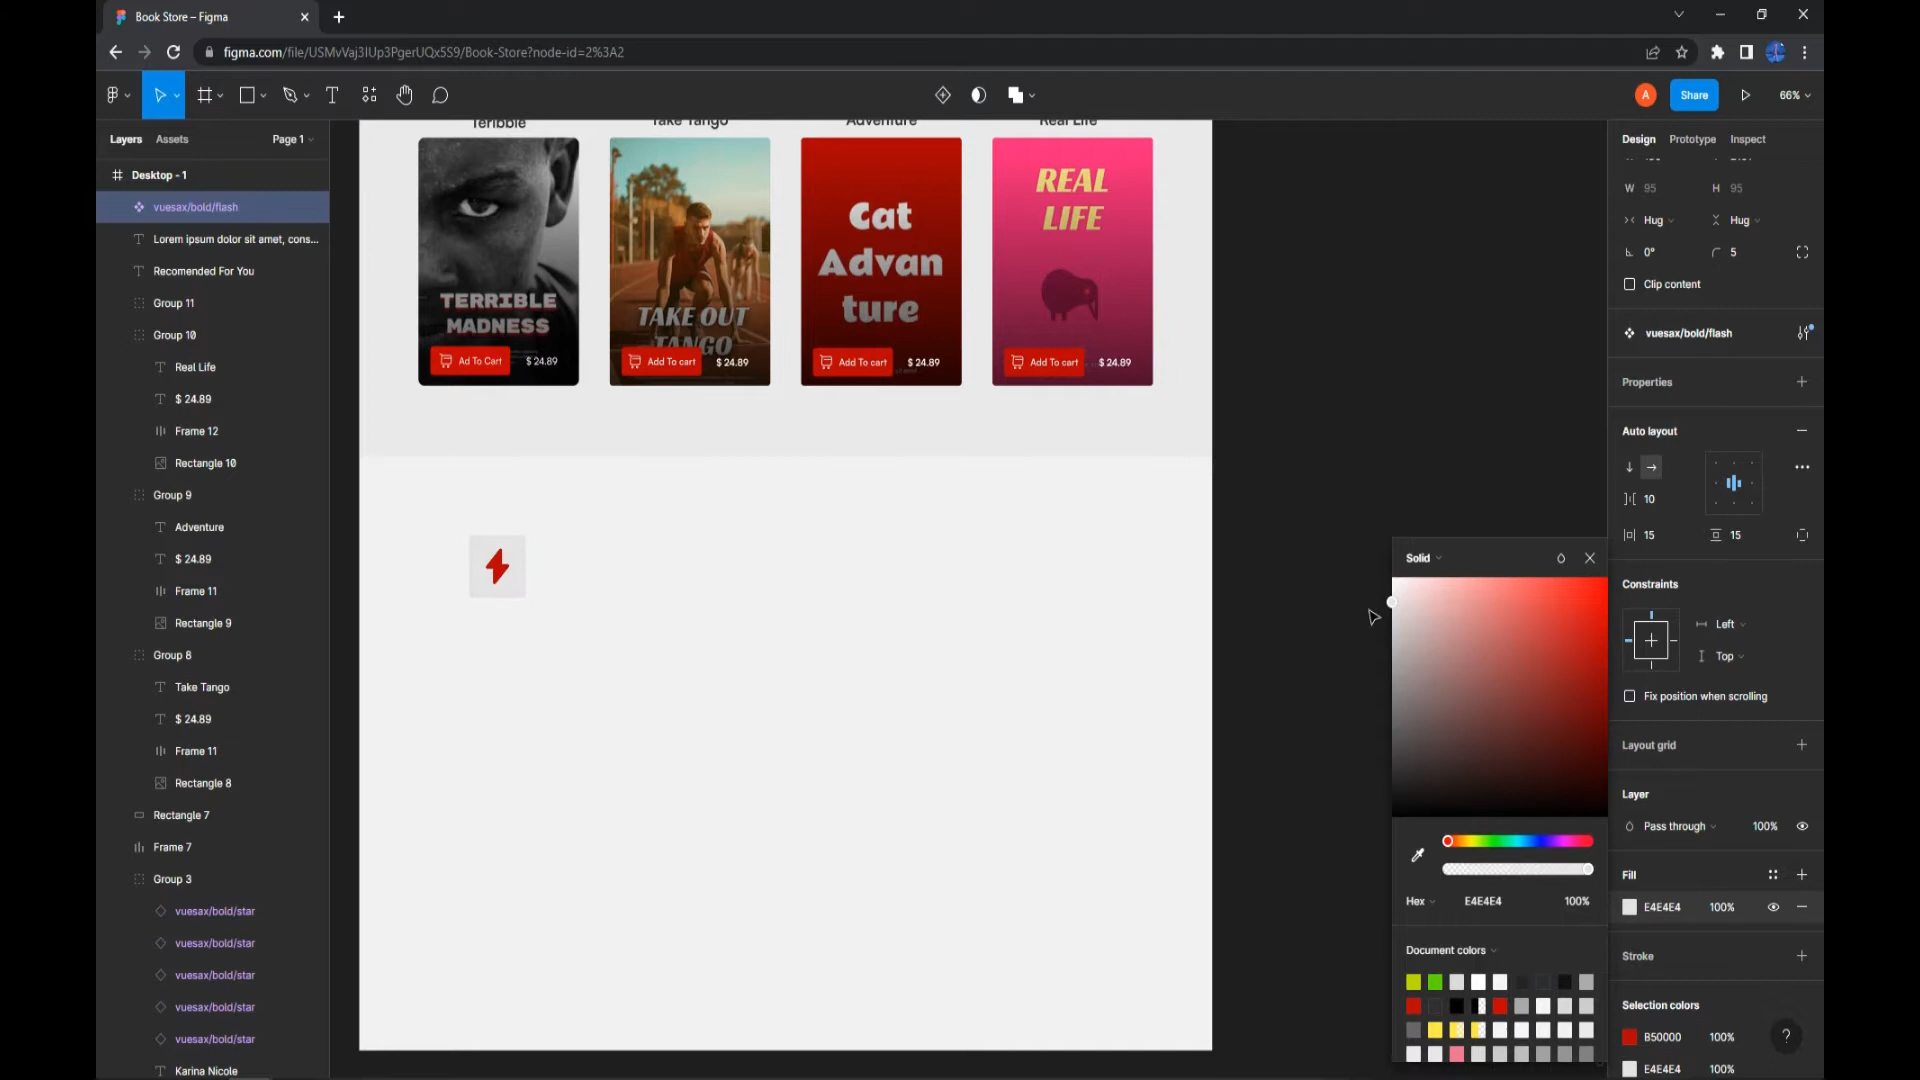 Book Store – Figma
figma.com/file/USMvVaj3IUp3PgerUQx5S9/Book-Store?node-id=2%3A2
A
Share
66%
Layers
Assets
Page 1
Desktop - 1
vuesax/bold/flash
Lorem ipsum dolor sit amet, cons...
Recomended For You
Group 11
Group 10
Real Life
$ 24.89
Frame 12
Rectangle 10
Group 9
Adventure
$ 24.89
Frame 11
Rectangle 9
Group 8
Take Tango
$ 24.89
Frame 11
Rectangle 8
Rectangle 7
Frame 7
Group 3
vuesax/bold/star
vuesax/bold/star
vuesax/bold/star
vuesax/bold/star
vuesax/bold/star
Karina Nicole
Teribble
Take Tango
Adventure
Real Life
TERRIBLE
MADNESS
Ad To Cart
$ 24.89
TAKE OUT
TANGO
Add To cart
$ 24.89
Cat
Advan
ture
Add To cart
$ 24.89
REAL
LIFE
Add To cart
$ 24.89
Solid
Hex
E4E4E4
100%
Document colors
Design
Prototype
Inspect
W 95
H 95
Hug
Hug
0°
5
Clip content
vuesax/bold/flash
Properties
Auto layout
10
15
15
Constraints
Left
Top
Fix position when scrolling
Layout grid
Layer
Pass through
100%
Fill
E4E4E4
100%
Stroke
Selection colors
B50000
100%
E4E4E4
100%
?